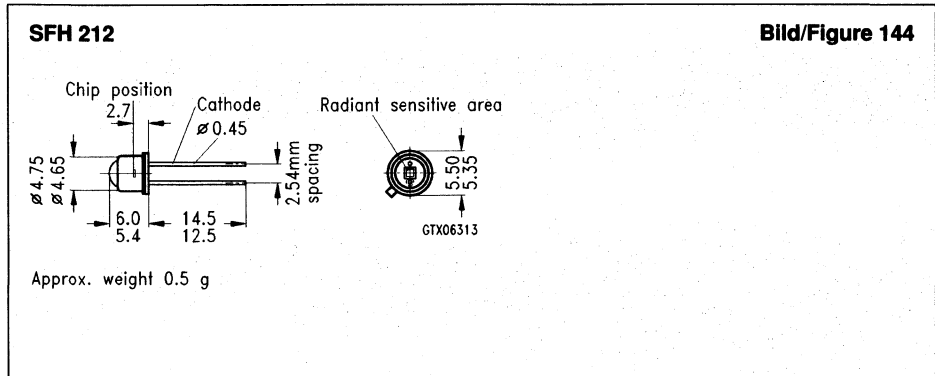 SFH 212
Bild/Figure 144
Chip position
2.7
Cathode
Ø 0.45
Radiant sensitive area
Ø 4.75
Ø 4.65
2.54mm
spacing
5.50
5.35
6.0 14.5
5.4 12.5
GTX06313
Approx. weight 0.5 g